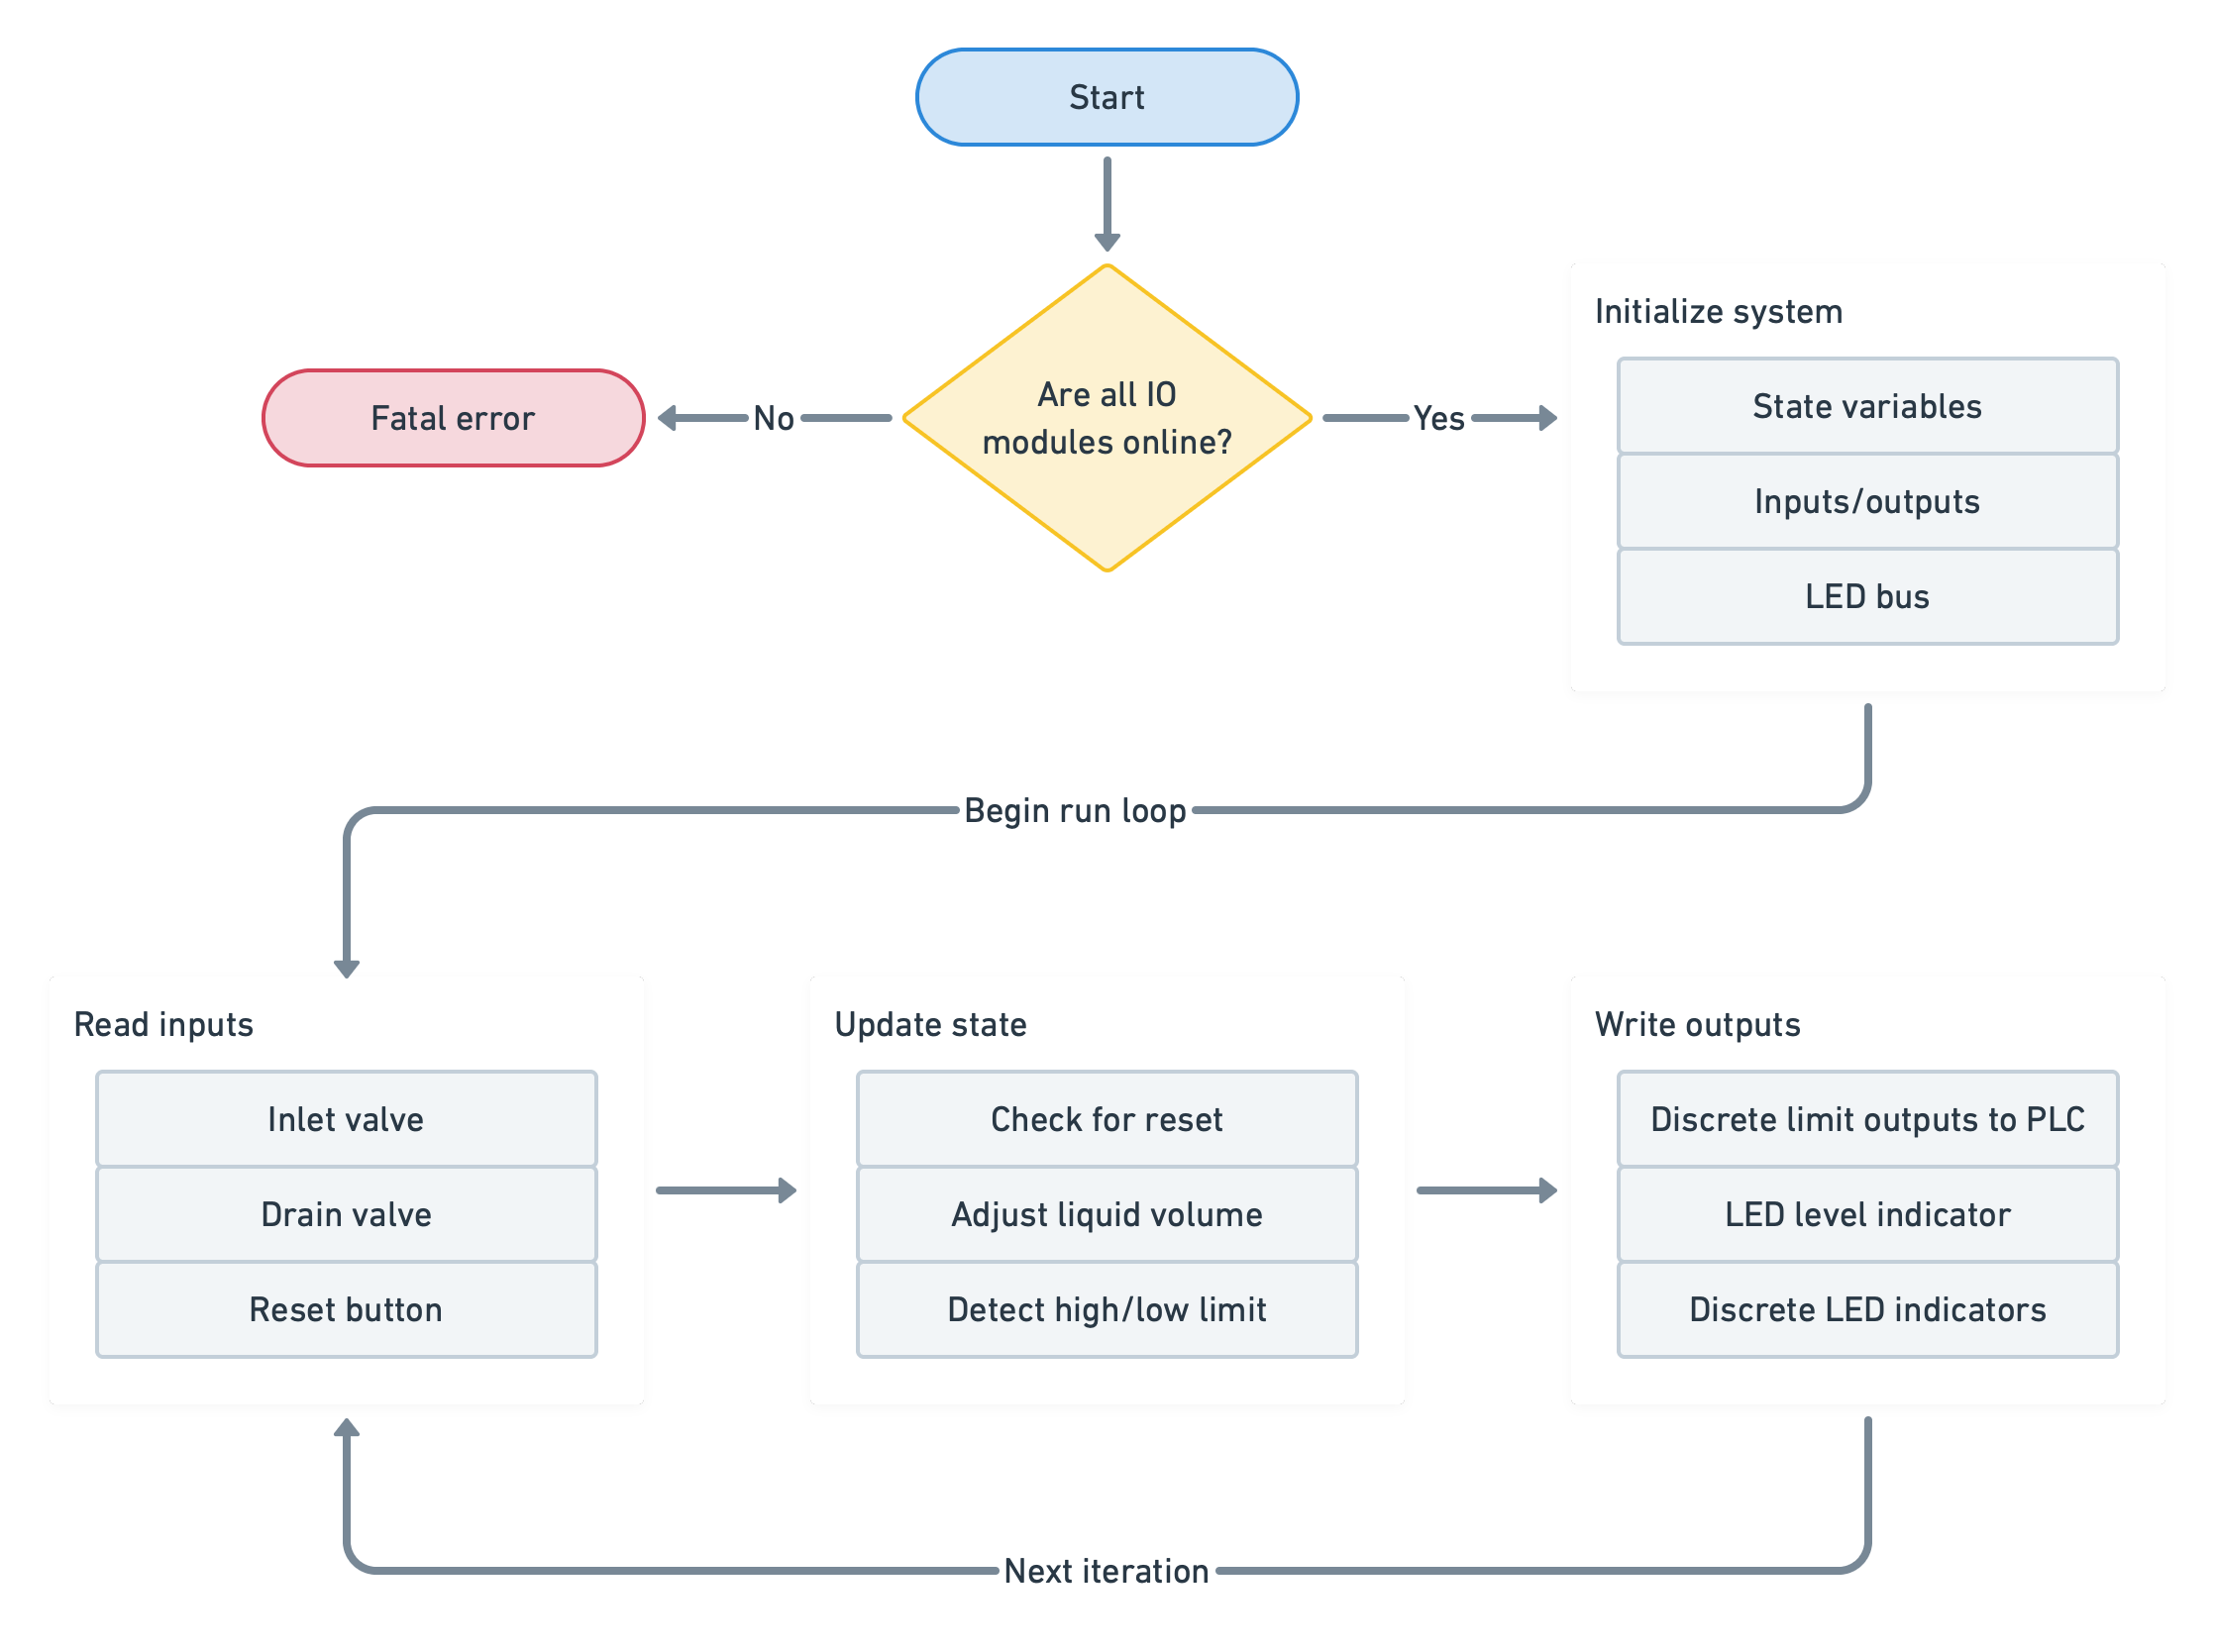 Start
Are all IO
modules online?
No
Fatal error
Yes
Initialize system
State variables
Inputs/outputs
LED bus
Begin run loop
Read inputs
Inlet valve
Drain valve
Reset button
Update state
Check for reset
Adjust liquid volume
Detect high/low limit
Write outputs
Discrete limit outputs to PLC
LED level indicator
Discrete LED indicators
Next iteration